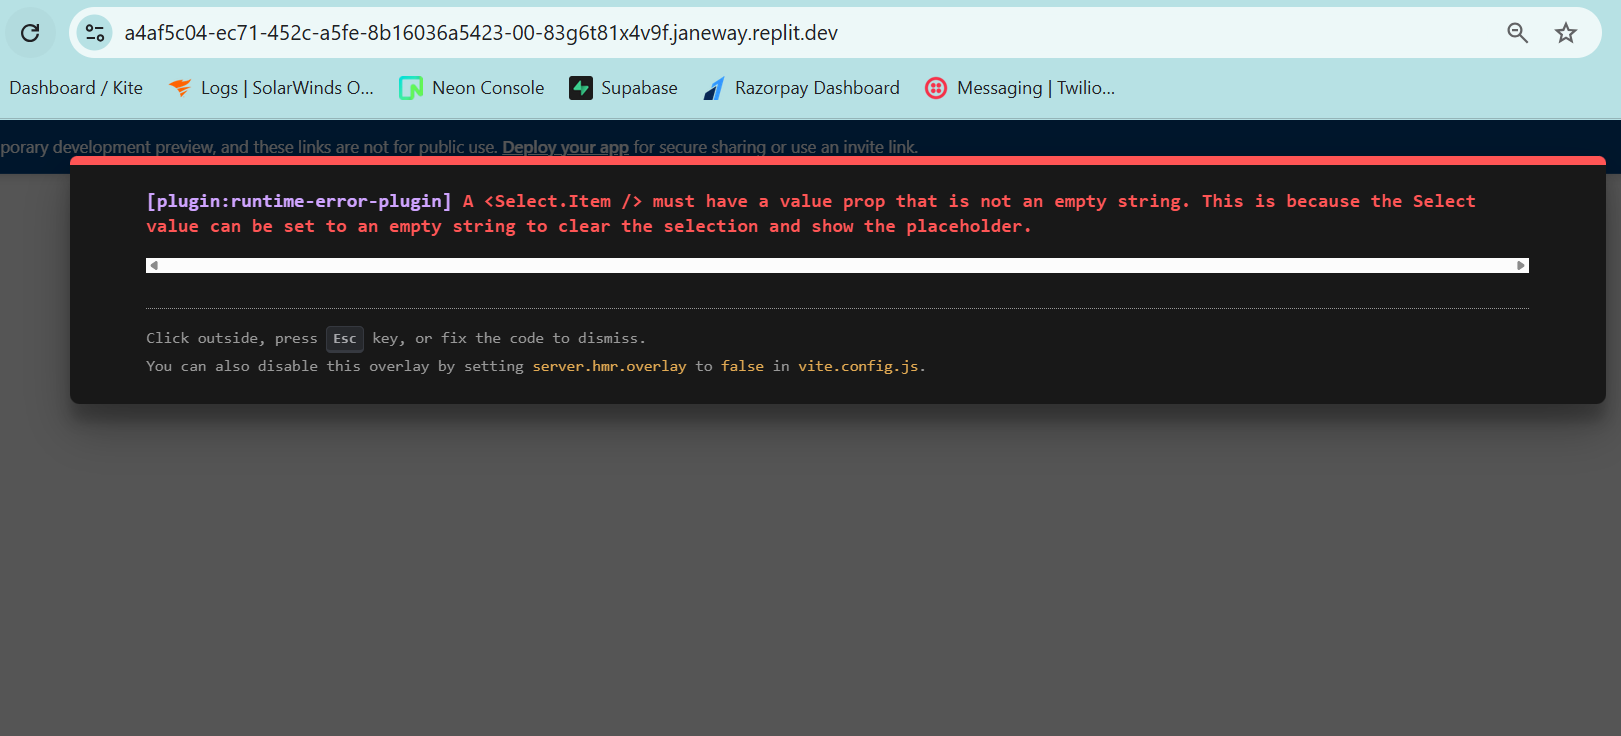 a4af5c04-ec71-452c-a5fe-8b16036a5423-00-83g6t81x4v9f.janeway.replit.dev
Dashboard / Kite Logs | SolarWinds O... Neon Console Supabase Razorpay Dashboard Messaging | Twilio...
porary development preview, and these links are not for public use. Deploy your app for secure sharing or use an invite link.
[plugin:runtime-error-plugin] A <Select.Item /> must have a value prop that is not an empty string. This is because the Select
value can be set to an empty string to clear the selection and show the placeholder.
Click outside, press Esc key, or fix the code to dismiss.
You can also disable this overlay by setting server.hmr.overlay to false in vite.config.js.